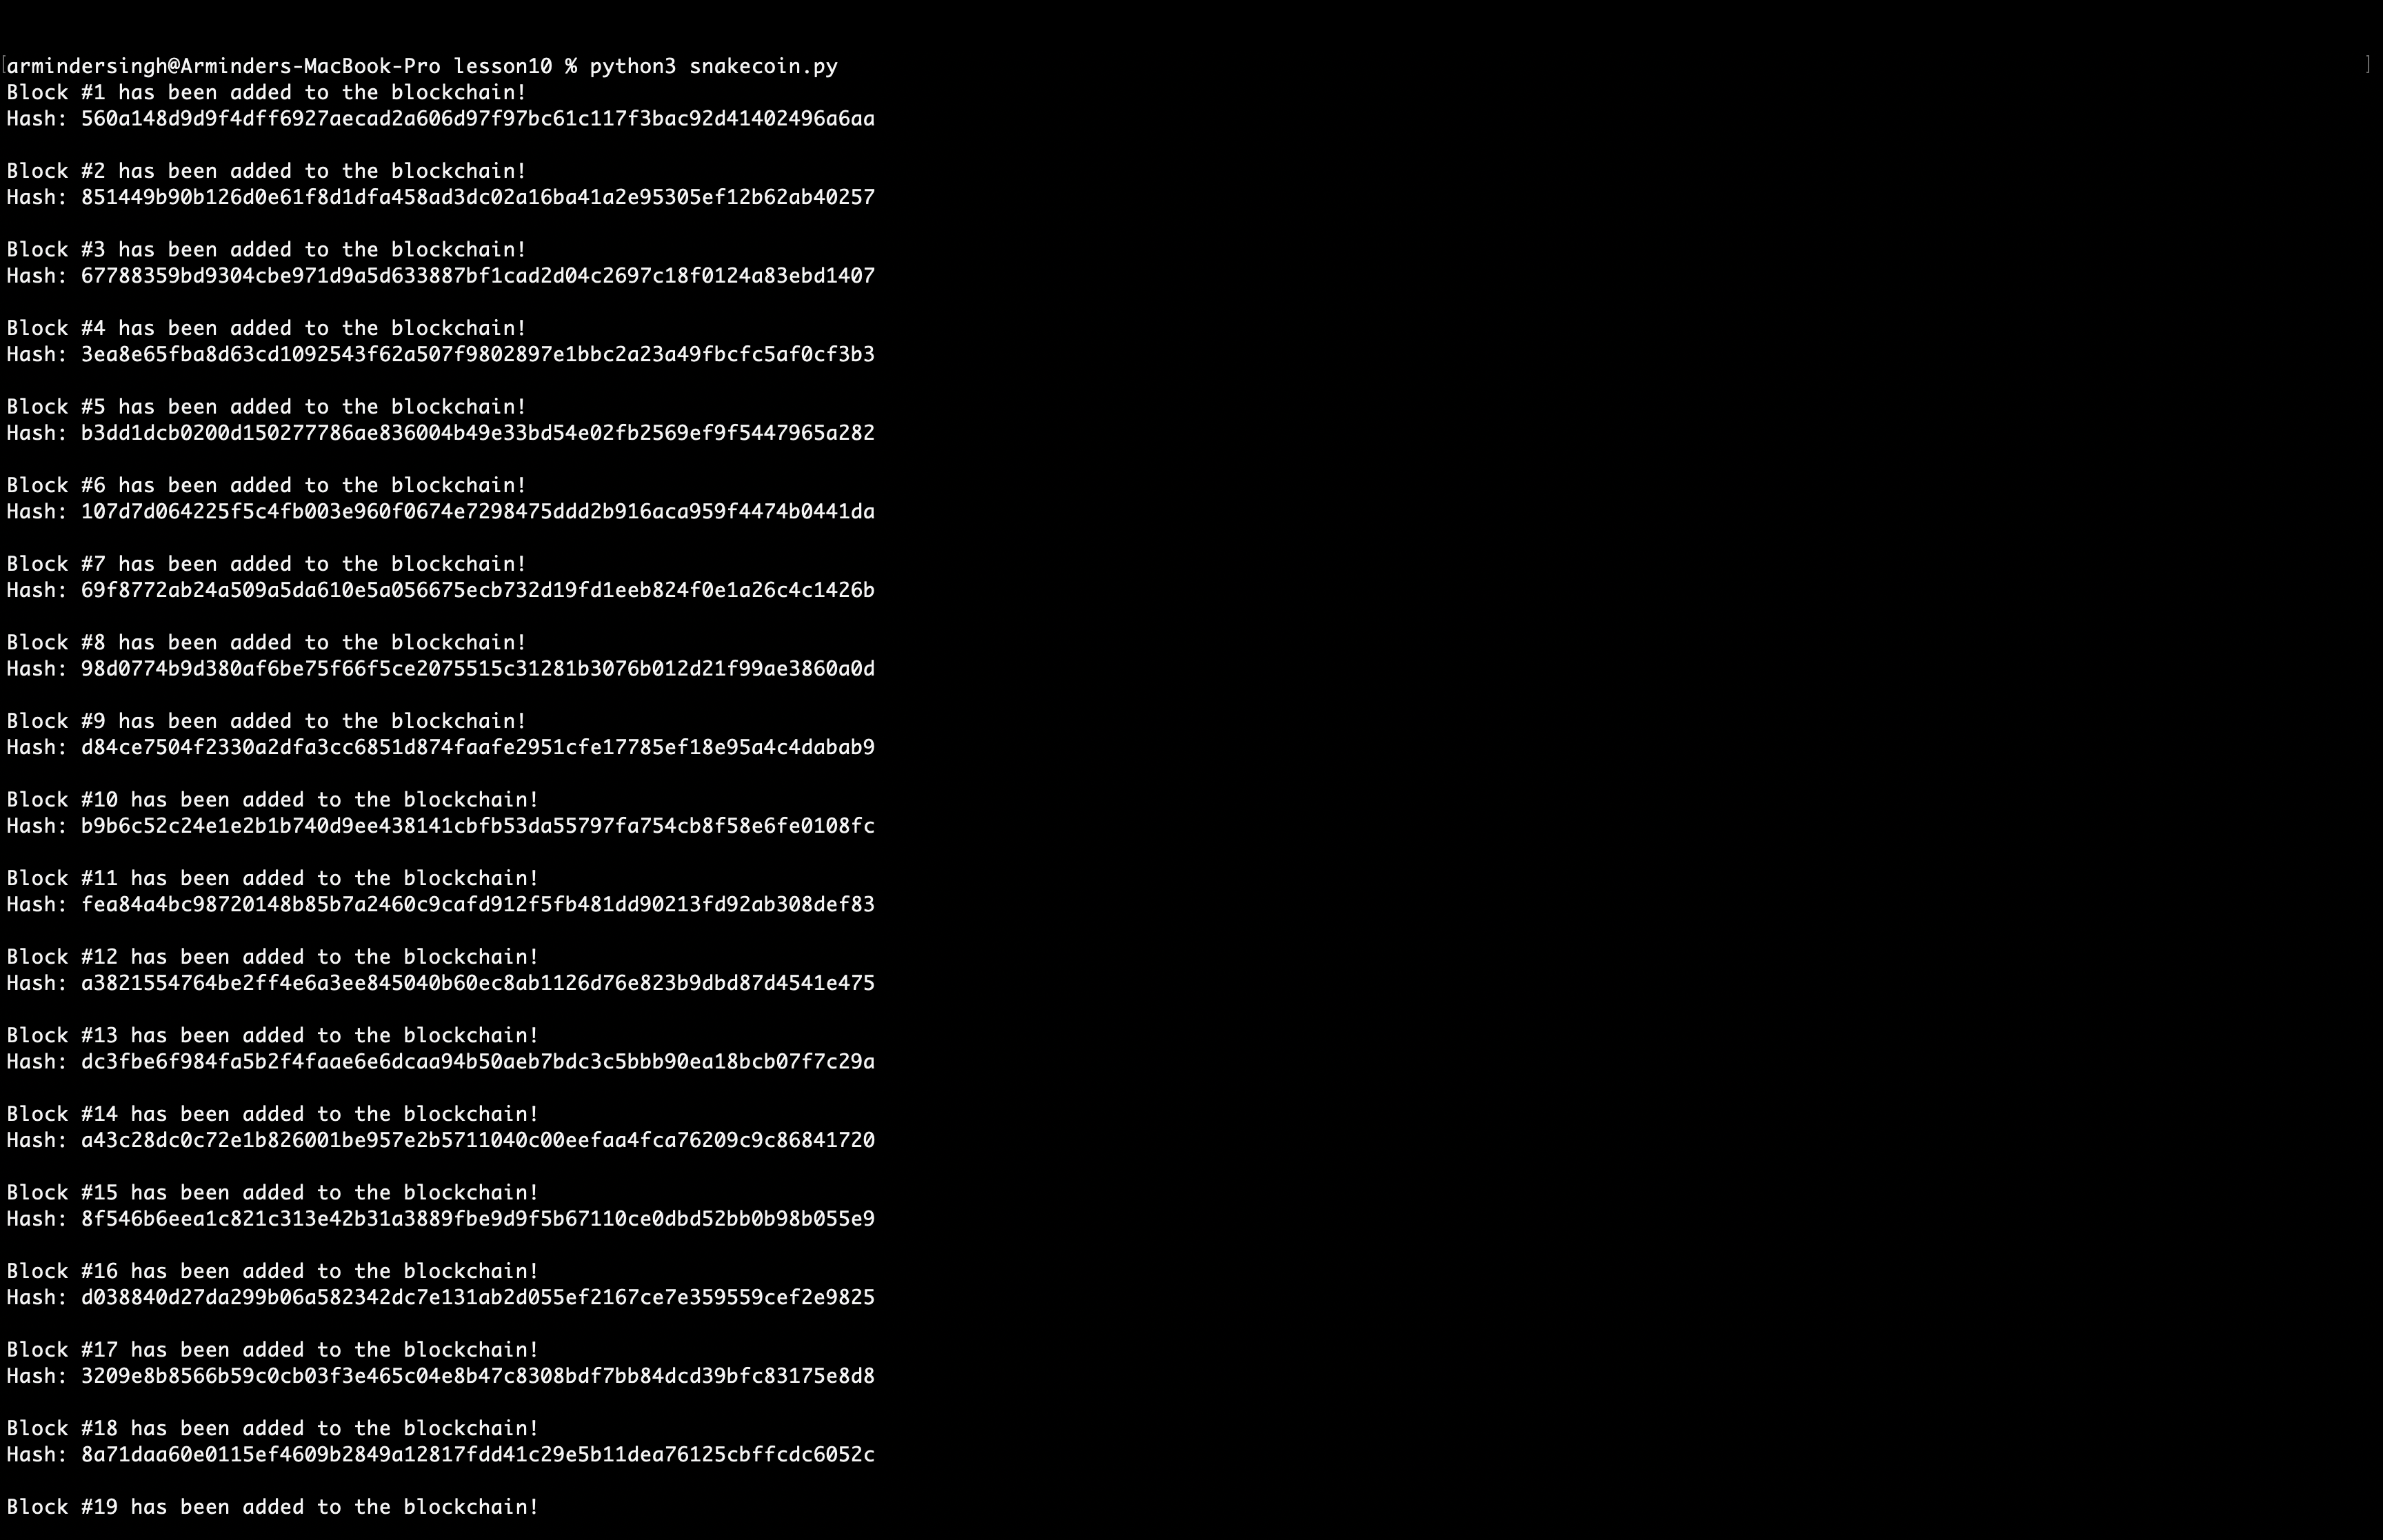 [armindersingh@Arminders-MacBook-Pro lesson10 % python3 snakecoin.py ]
Block #1 has been added to the blockchain!
Hash: 560a148d9d9f4dff6927aecad2a606d97f97bc61c117f3bac92d41402496a6aa
Block #2 has been added to the blockchain!
Hash: 851449b90b126d0e61f8d1dfa458ad3dc02a16ba41a2e95305ef12b62ab40257
Block #3 has been added to the blockchain!
Hash: 67788359bd9304cbe971d9a5d633887bf1cad2d04c2697c18f0124a83ebd1407
Block #4 has been added to the blockchain!
Hash: 3ea8e65fba8d63cd1092543f62a507f9802897e1bbc2a23a49fbcfc5af0cf3b3
Block #5 has been added to the blockchain!
Hash: b3dd1dcb0200d150277786ae836004b49e33bd54e02fb2569ef9f5447965a282
Block #6 has been added to the blockchain!
Hash: 107d7d064225f5c4fb003e960f0674e7298475ddd2b916aca959f4474b0441da
Block #7 has been added to the blockchain!
Hash: 69f8772ab24a509a5da610e5a056675ecb732d19fd1eeb824f0e1a26c4c1426b
Block #8 has been added to the blockchain!
Hash: 98d0774b9d380af6be75f66f5ce2075515c31281b3076b012d21f99ae3860a0d
Block #9 has been added to the blockchain!
Hash: d84ce7504f2330a2dfa3cc6851d874faafe2951cfe17785ef18e95a4c4dabab9
Block #10 has been added to the blockchain!
Hash: b9b6c52c24e1e2b1b740d9ee438141cbfb53da55797fa754cb8f58e6fe0108fc
Block #11 has been added to the blockchain!
Hash: fea84a4bc98720148b85b7a2460c9cafd912f5fb481dd90213fd92ab308def83
Block #12 has been added to the blockchain!
Hash: a3821554764be2ff4e6a3ee845040b60ec8ab1126d76e823b9dbd87d4541e475
Block #13 has been added to the blockchain!
Hash: dc3fbe6f984fa5b2f4faae6e6dcaa94b50aeb7bdc3c5bbb90ea18bcb07f7c29a
Block #14 has been added to the blockchain!
Hash: a43c28dc0c72e1b826001be957e2b5711040c00eefaa4fca76209c9c86841720
Block #15 has been added to the blockchain!
Hash: 8f546b6eea1c821c313e42b31a3889fbe9d9f5b67110ce0dbd52bb0b98b055e9
Block #16 has been added to the blockchain!
Hash: d038840d27da299b06a582342dc7e131ab2d055ef2167ce7e359559cef2e9825
Block #17 has been added to the blockchain!
Hash: 3209e8b8566b59c0cb03f3e465c04e8b47c8308bdf7bb84dcd39bfc83175e8d8
Block #18 has been added to the blockchain!
Hash: 8a71daa60e0115ef4609b2849a12817fdd41c29e5b11dea76125cbffcdc6052c
Block #19 has been added to the blockchain!